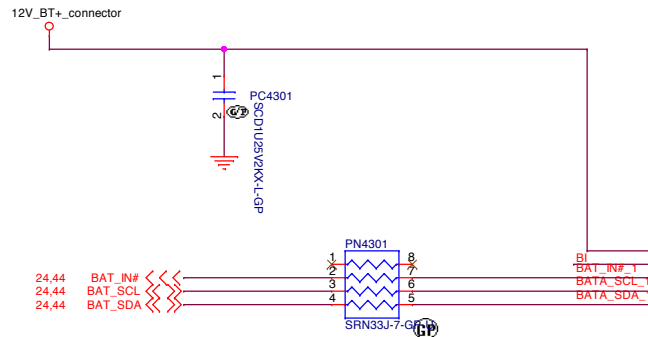 12V_BT+_connector
1
PC4301
2
G/P
SCD1U25V2KX-L-GP
PN4301
1 8
BI
2 7
BAT_IN#_1
24,44 BAT_IN#
3 6
BATA_SCL_1
24,44 BAT_SCL
4 5
BATA_SDA_
24,44 BAT_SDA
SRN33J-7-GP-U
GP